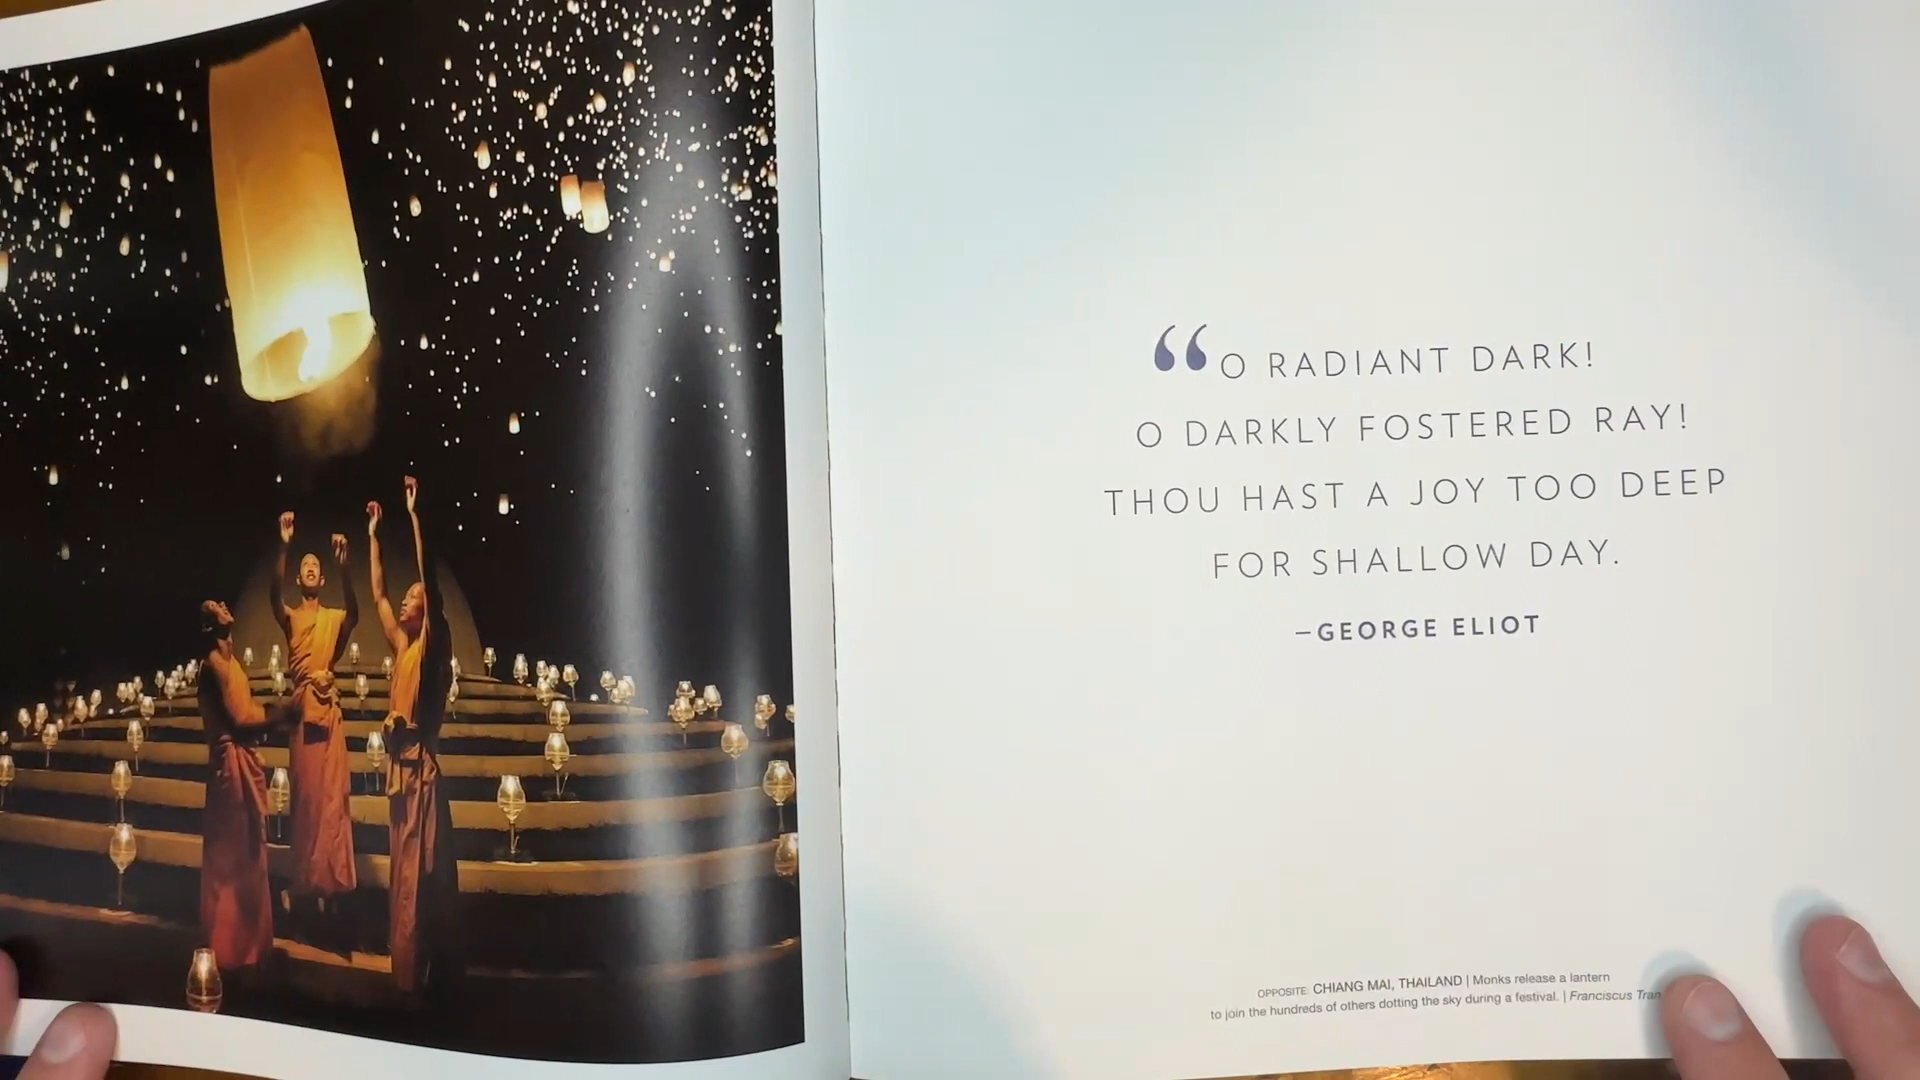 “O RADIANT DARK!
O DARKLY FOSTERED RAY!
THOU HAST A JOY TOO DEEP
FOR SHALLOW DAY.
–GEORGE ELIOT
OPPOSITE: CHIANG MAI, THAILAND | Monks release a lantern
to join the hundreds of others dotting the sky during a festival. | Franciscus Tran